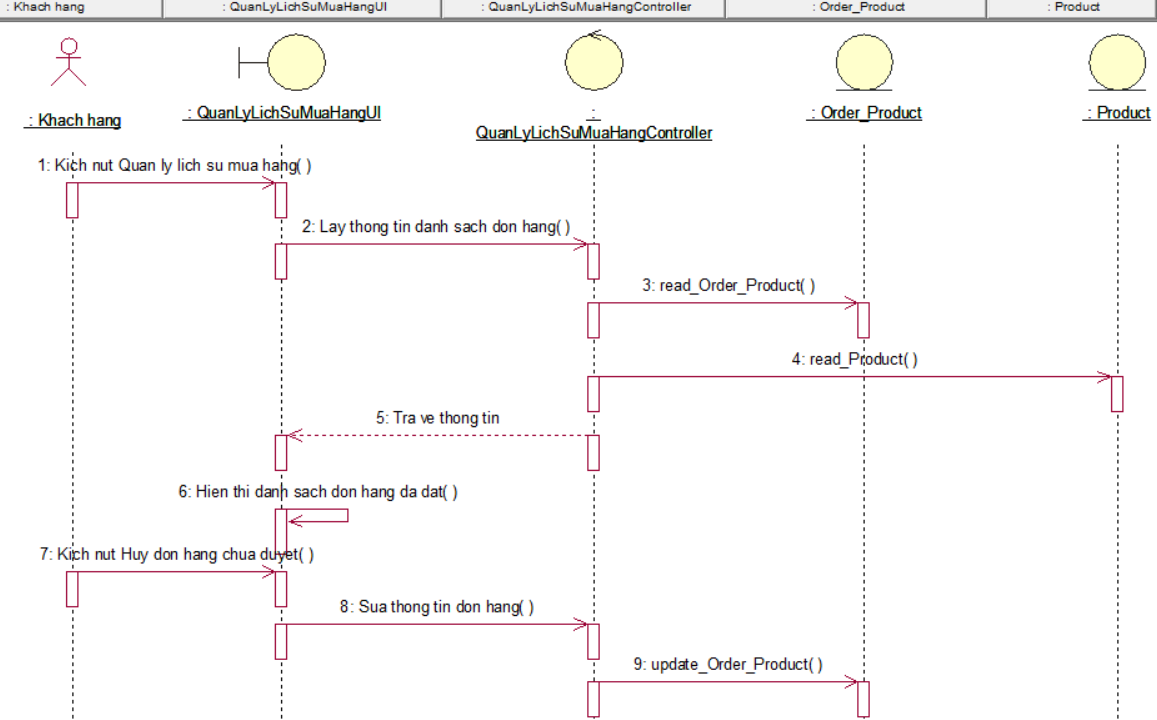 : Khach hang
: QuanLyLichSuMuaHangUI
: QuanLyLichSuMuaHangController
: Order_Product
: Product
: Khach hang
: QuanLyLichSuMuaHangUI
:
QuanLyLichSuMuaHangController
: Order_Product
: Product
1: Kich nut Quan ly lich su mua hang( )
2: Lay thong tin danh sach don hang( )
3: read_Order_Product( )
4: read_Product( )
5: Tra ve thong tin
6: Hien thi danh sach don hang da dat( )
7: Kich nut Huy don hang chua duyet( )
8: Sua thong tin don hang( )
9: update_Order_Product( )